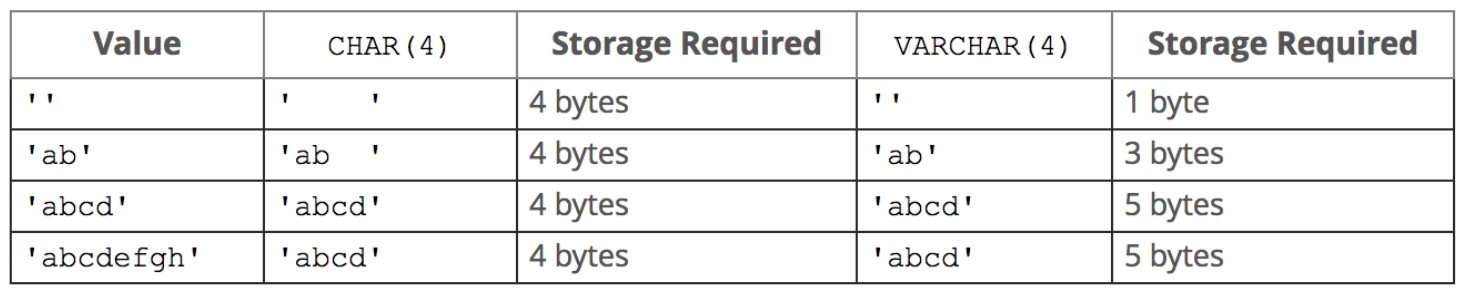 Value CHAR(4) Storage Required VARCHAR(4) Storage Required
'' '    ' 4 bytes '' 1 byte
'ab' 'ab  ' 4 bytes 'ab' 3 bytes
'abcd' 'abcd' 4 bytes 'abcd' 5 bytes
'abcdefgh' 'abcd' 4 bytes 'abcd' 5 bytes